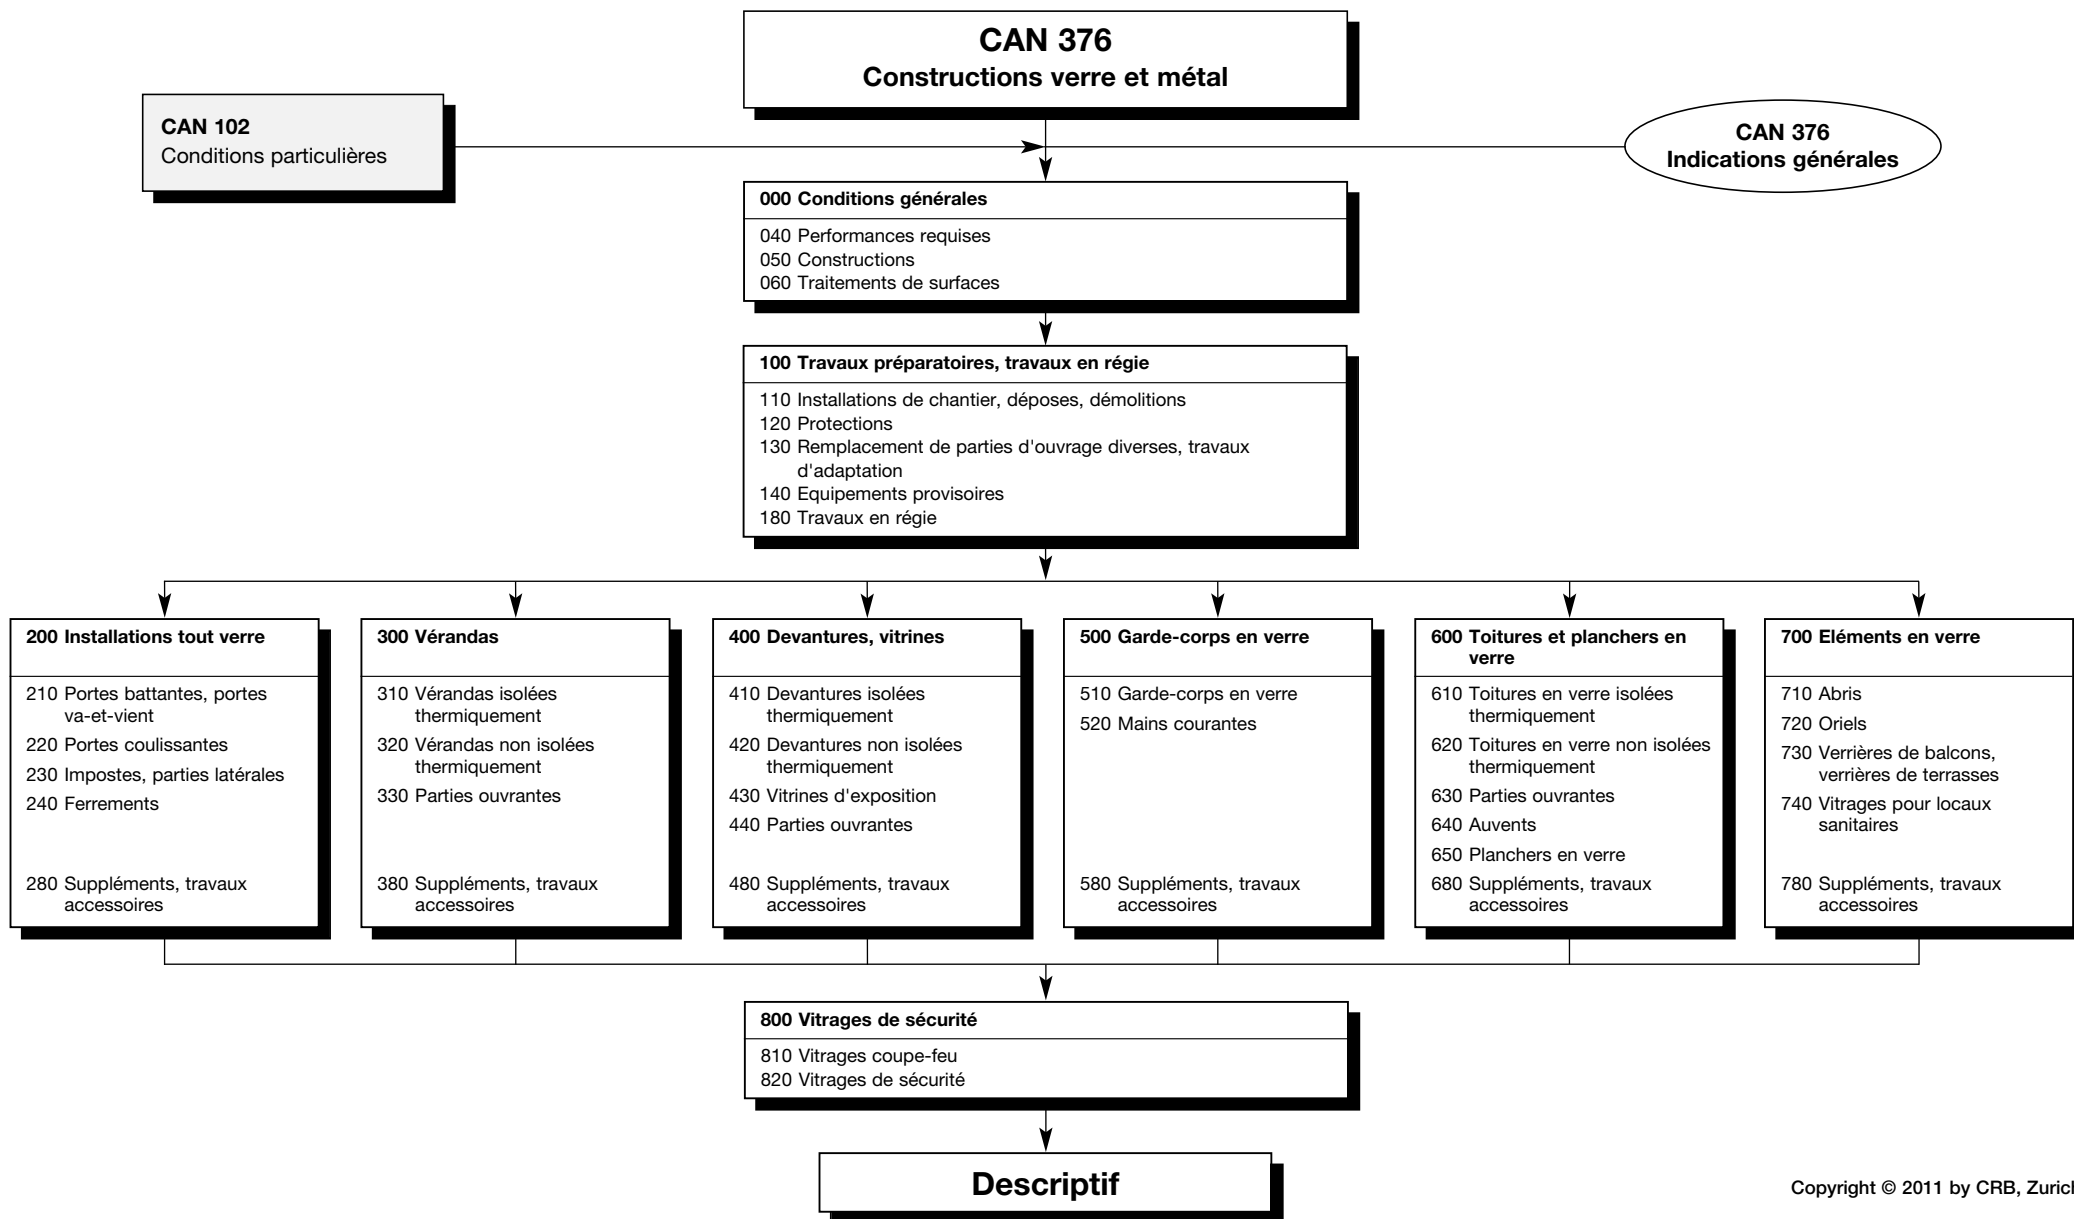 CAN 376
Constructions verre et métal
CAN 102
Conditions particulières
CAN 376
Indications générales
000 Conditions générales
040 Performances requises
050 Constructions
060 Traitements de surfaces
100 Travaux préparatoires, travaux en régie
110 Installations de chantier, déposes, démolitions
120 Protections
130 Remplacement de parties d'ouvrage diverses, travaux
d'adaptation
140 Equipements provisoires
180 Travaux en régie
200 Installations tout verre
210 Portes battantes, portes
va-et-vient
220 Portes coulissantes
230 Impostes, parties latérales
240 Ferrements
280 Suppléments, travaux
accessoires
300 Vérandas
310 Vérandas isolées
thermiquement
320 Vérandas non isolées
thermiquement
330 Parties ouvrantes
380 Suppléments, travaux
accessoires
400 Devantures, vitrines
410 Devantures isolées
thermiquement
420 Devantures non isolées
thermiquement
430 Vitrines d'exposition
440 Parties ouvrantes
480 Suppléments, travaux
accessoires
500 Garde-corps en verre
510 Garde-corps en verre
520 Mains courantes
580 Suppléments, travaux
accessoires
600 Toitures et planchers en
verre
610 Toitures en verre isolées
thermiquement
620 Toitures en verre non isolées
thermiquement
630 Parties ouvrantes
640 Auvents
650 Planchers en verre
680 Suppléments, travaux
accessoires
700 Eléments en verre
710 Abris
720 Oriels
730 Verrières de balcons,
verrières de terrasses
740 Vitrages pour locaux
sanitaires
780 Suppléments, travaux
accessoires
800 Vitrages de sécurité
810 Vitrages coupe-feu
820 Vitrages de sécurité
Descriptif
Copyright © 2011 by CRB, Zurich